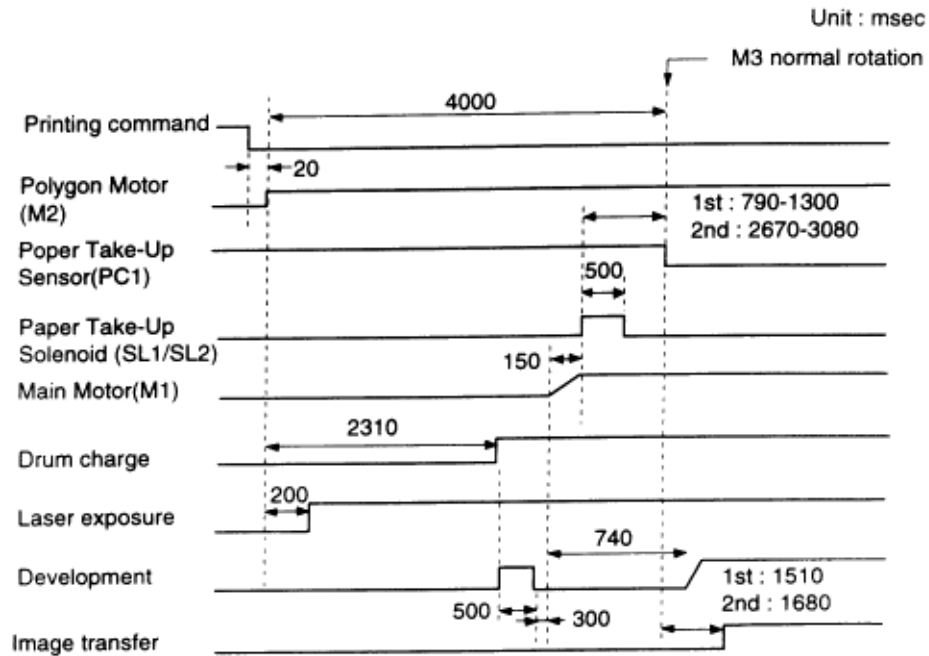 Unit : msec
M3 normal rotation
4000
Printing command
20
Polygon Motor
(M2)
1st : 790-1300
2nd : 2670-3080
Poper Take-Up
Sensor(PC1)
500
Paper Take-Up
Solenoid (SL1/SL2)
150
Main Motor(M1)
2310
Drum charge
200
Laser exposure
740
Development
1st : 1510
2nd : 1680
500
300
Image transfer